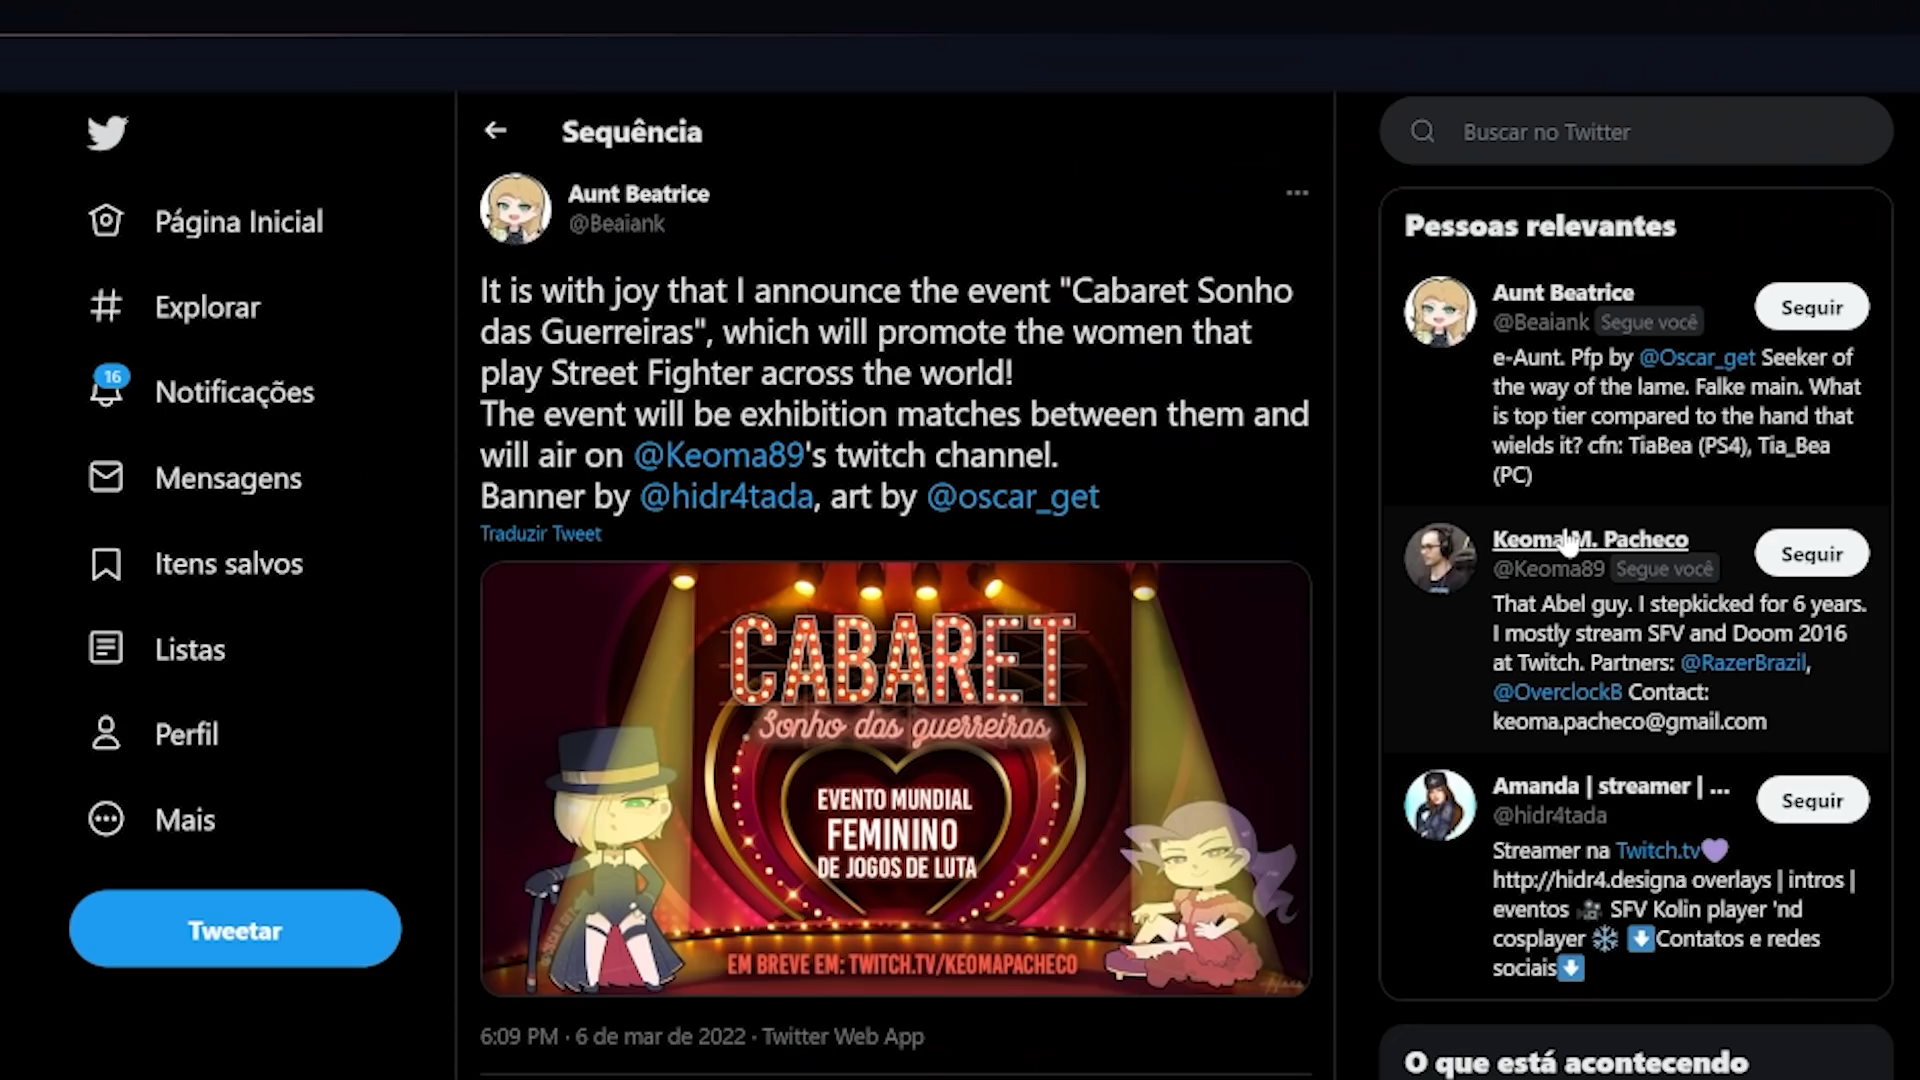 Página Inicial
Explorar
16
Notificações
Mensagens
Itens salvos
Listas
Perfil
Mais
Tweetar
Sequência
Aunt Beatrice
@Beaiank
It is with joy that I announce the event "Cabaret Sonho
das Guerreiras", which will promote the women that
play Street Fighter across the world!
The event will be exhibition matches between them and
will air on @Keoma89's twitch channel.
Banner by @hidr4tada, art by @oscar_get
Traduzir Tweet
CABARET
Sonho das guerreiras
EVENTO MUNDIAL
FEMININO
DE JOGOS DE LUTA
EM BREVE EM: TWITCH.TV/KEOMAPACHECO
6:09 PM · 6 de mar de 2022 · Twitter Web App
Buscar no Twitter
Pessoas relevantes
Aunt Beatrice
@Beaiank Segue você
Seguir
e-Aunt. Pfp by @Oscar_get Seeker of
the way of the lame. Falke main. What
is top tier compared to the hand that
wields it? cfn: TiaBea (PS4), Tia_Bea
(PC)
Keoma M. Pacheco
@Keoma89 Segue você
Seguir
That Abel guy. I stepkicked for 6 years.
I mostly stream SFV and Doom 2016
at Twitch. Partners: @RazerBrazil,
@OverclockB Contact:
keoma.pacheco@gmail.com
Amanda | streamer | ...
@hidr4tada
Seguir
Streamer na Twitch.tv💜
http://hidr4.designa overlays | intros |
eventos 🎥 SFV Kolin player 'nd
cosplayer ❄️ ⬇️Contatos e redes
sociais⬇️
O que está acontecendo